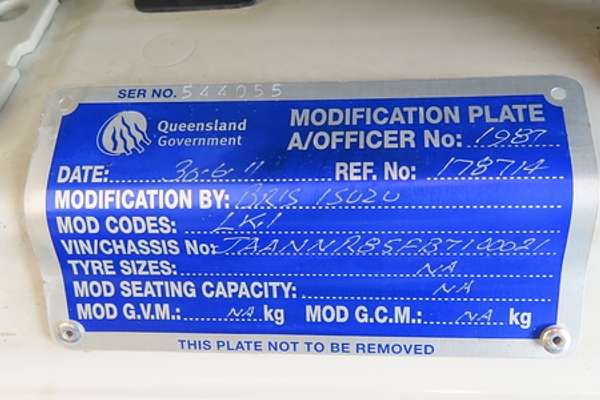 SER NO. 544055
Queensland Government
MODIFICATION PLATE
A/OFFICER No: 1987
DATE: 30.6.11 REF. No: 178714
MODIFICATION BY: BRIS ISUZU
MOD CODES: LK1
VIN/CHASSIS No: JAANNR85FB7100021
TYRE SIZES: NA
MOD SEATING CAPACITY: NA
MOD G.V.M.: NA kg MOD G.C.M.: NA kg
THIS PLATE NOT TO BE REMOVED